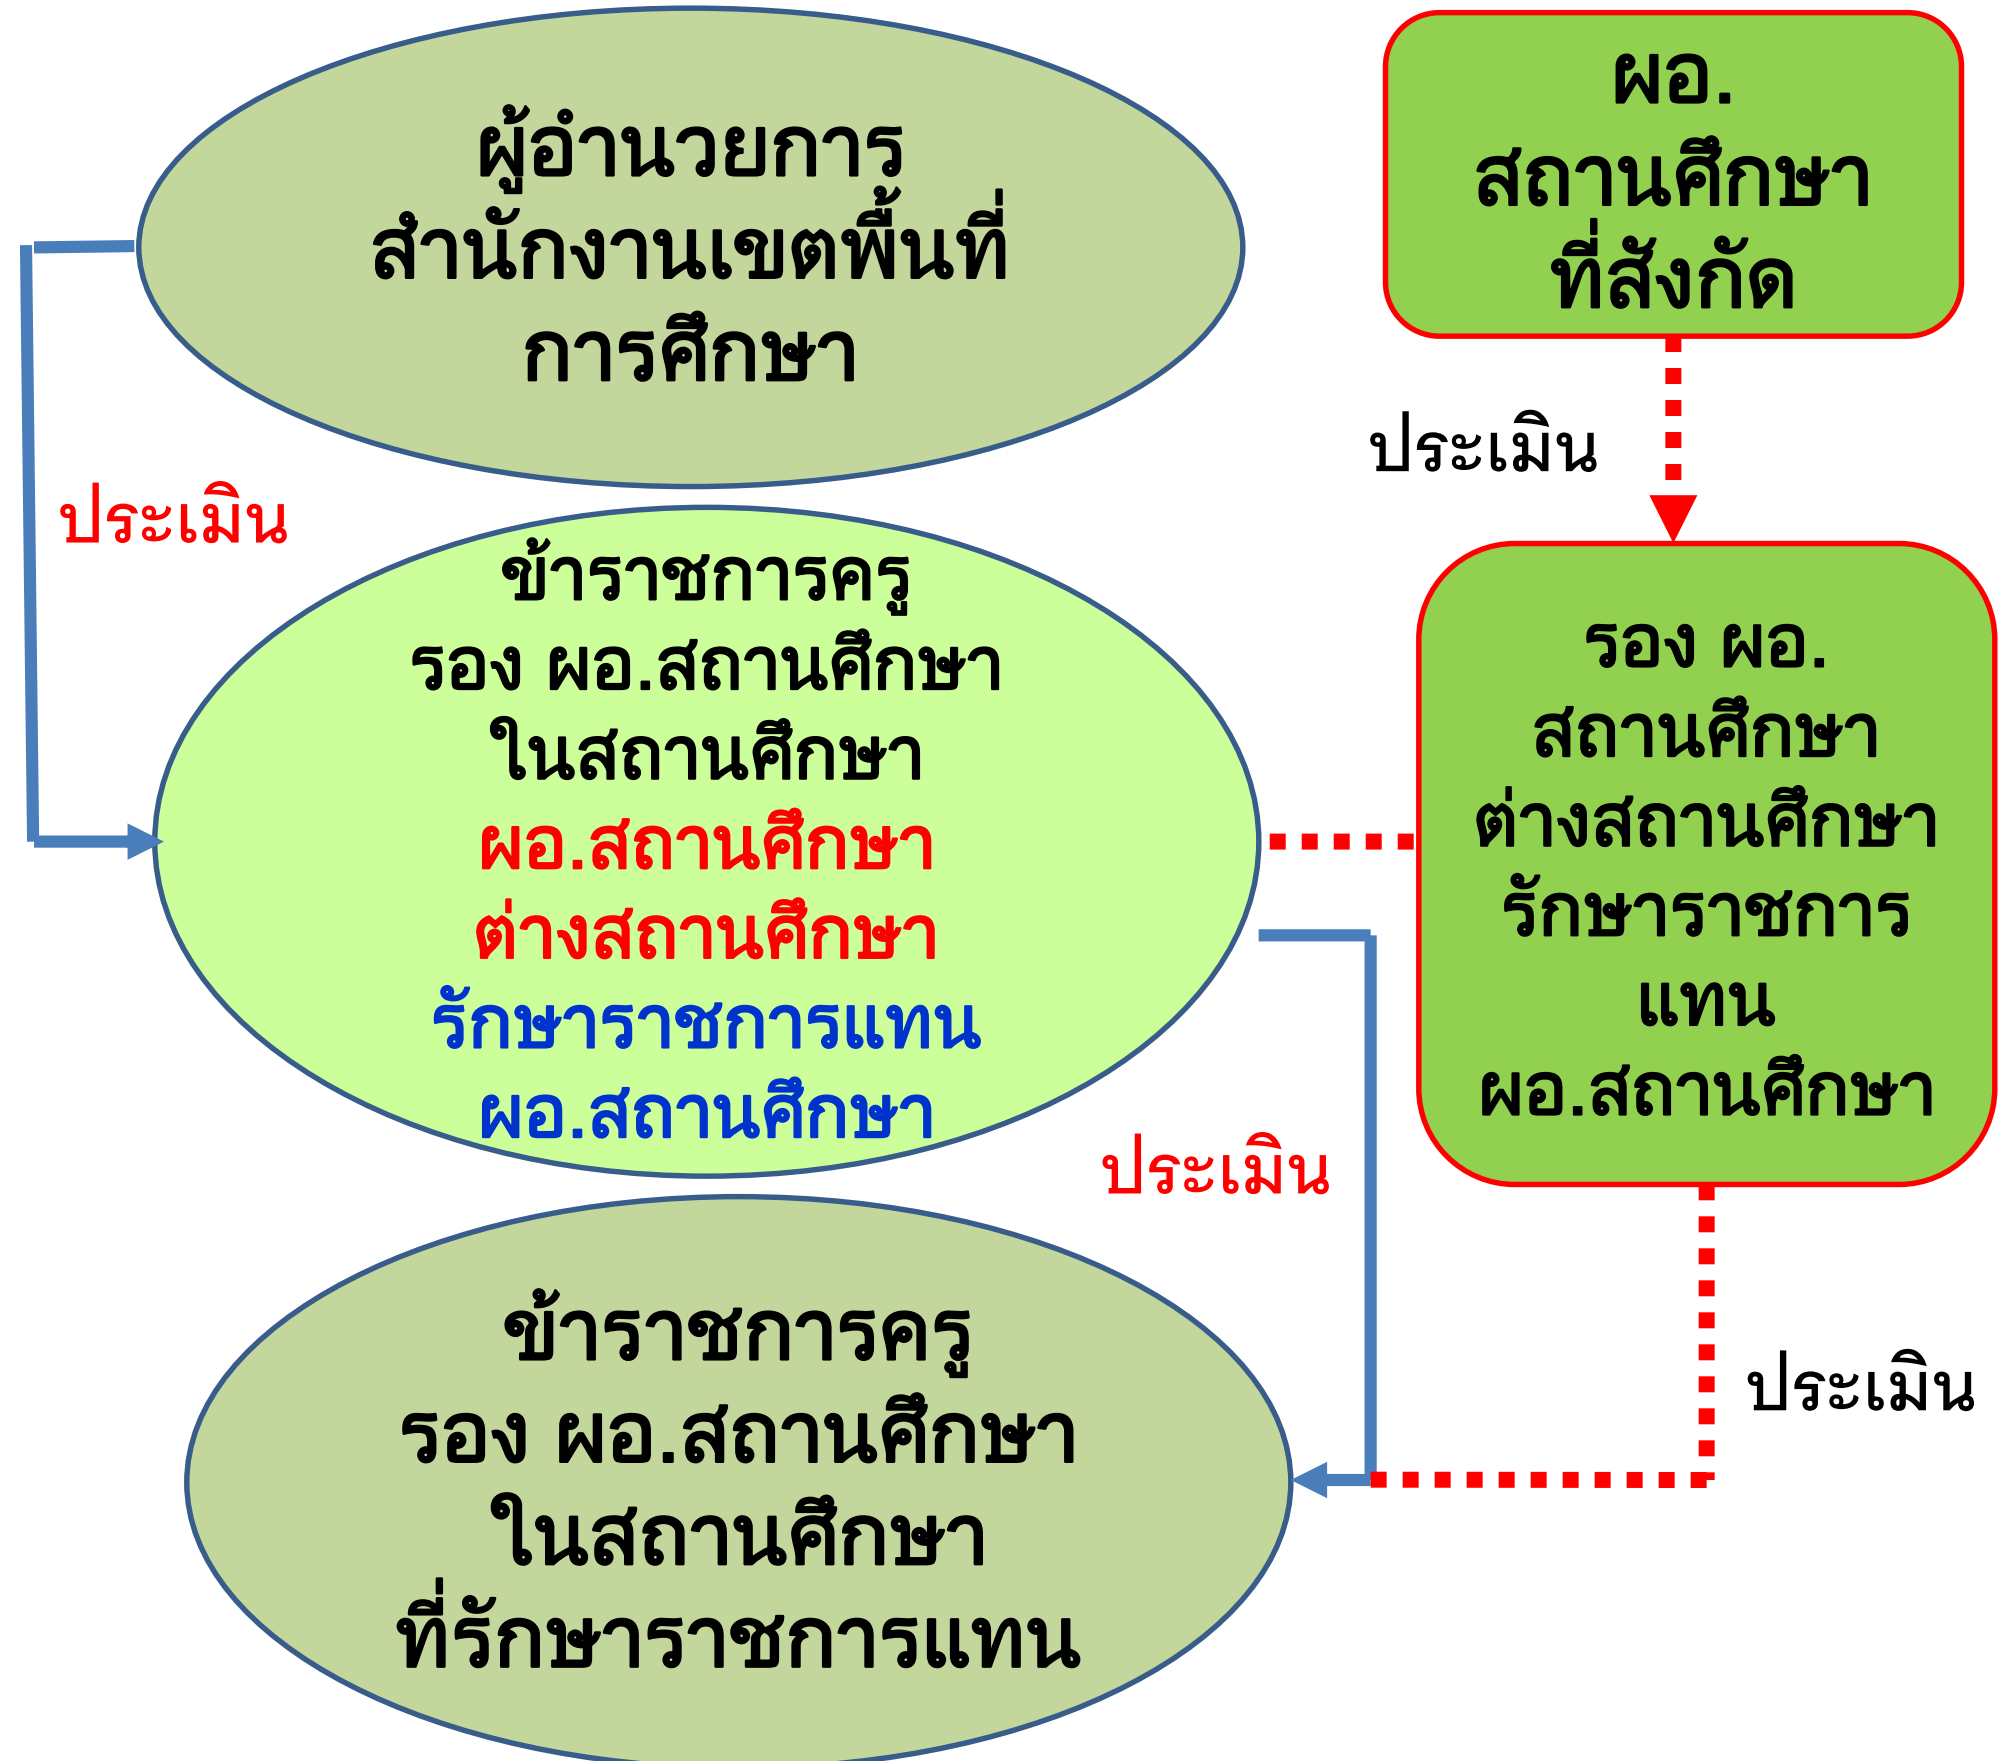 ผู้อำนวยการ
สำนักงานเขตพื้นที่
การศึกษา
ผอ.
สถานศึกษา
ที่สังกัด
ประเมิน
ประเมิน
ข้าราชการครู
รอง ผอ.สถานศึกษา
ในสถานศึกษา
ผอ.สถานศึกษา
ต่างสถานศึกษา
รักษาราชการแทน
ผอ.สถานศึกษา
รอง ผอ.
สถานศึกษา
ต่างสถานศึกษา
รักษาราชการ
แทน
ผอ.สถานศึกษา
ประเมิน
ประเมิน
ข้าราชการครู
รอง ผอ.สถานศึกษา
ในสถานศึกษา
ที่รักษาราชการแทน